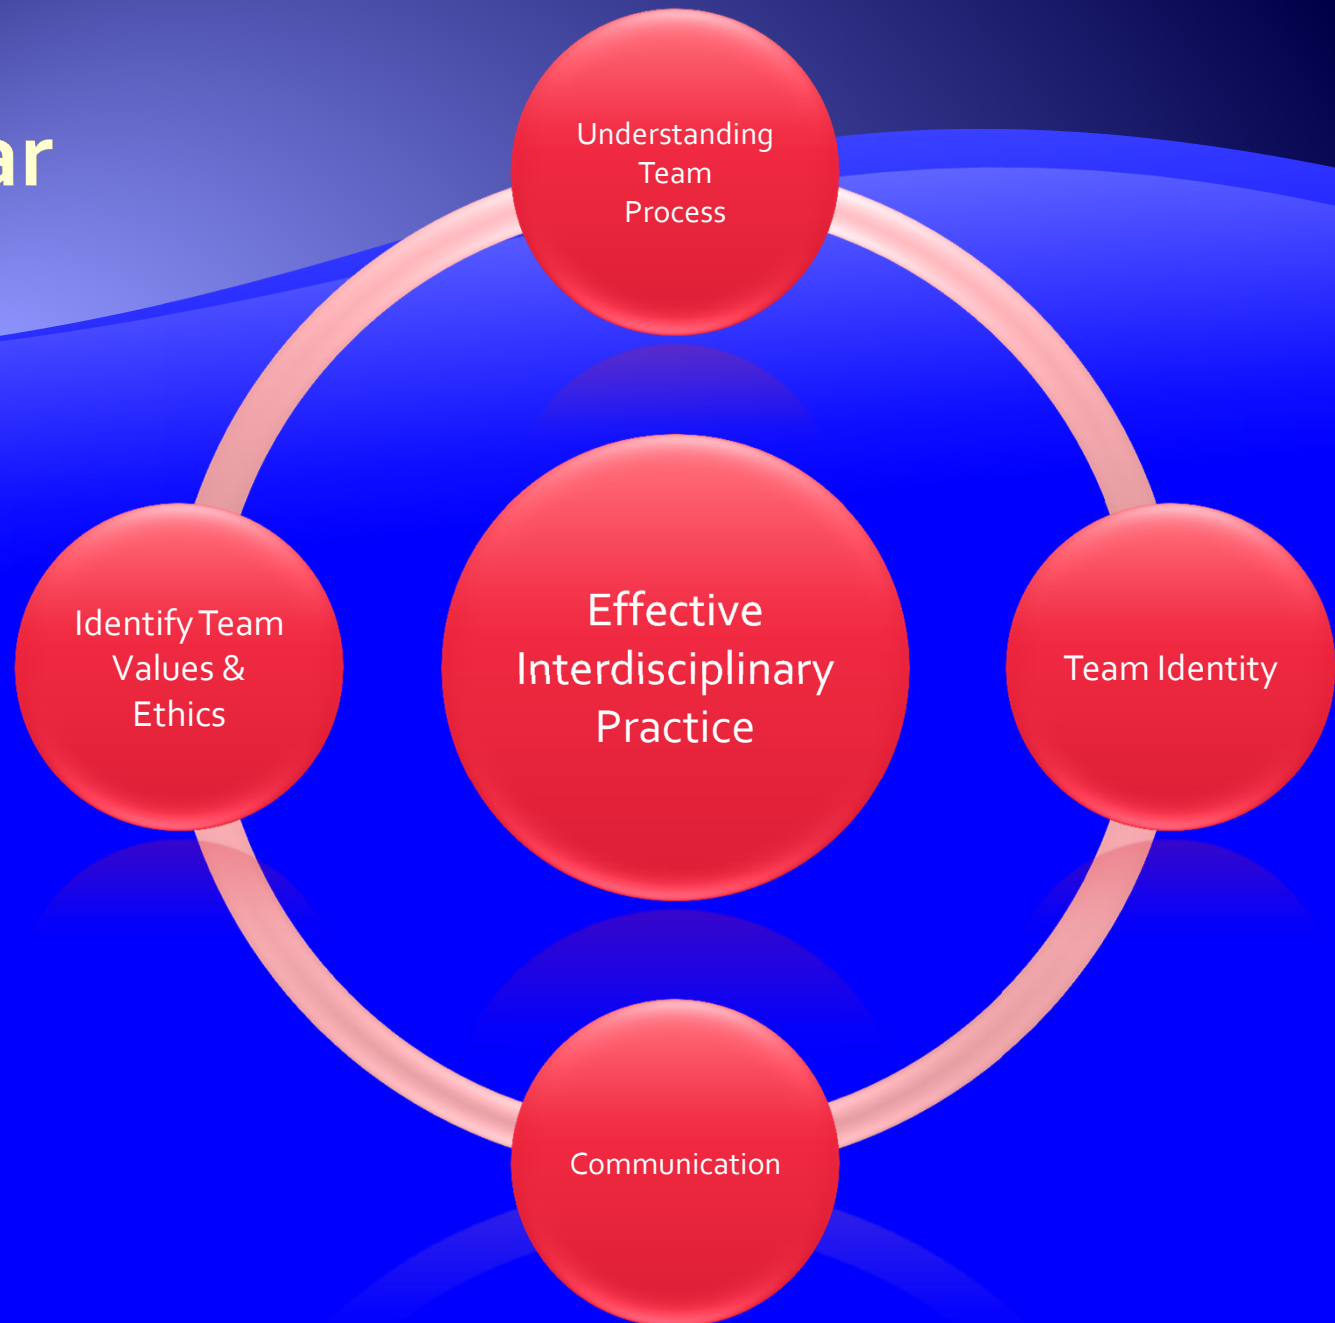 ar
Understanding
Team
Process
Identify Team
Values &
Ethics
Effective
Interdisciplinary
Practice
Team Identity
Communication